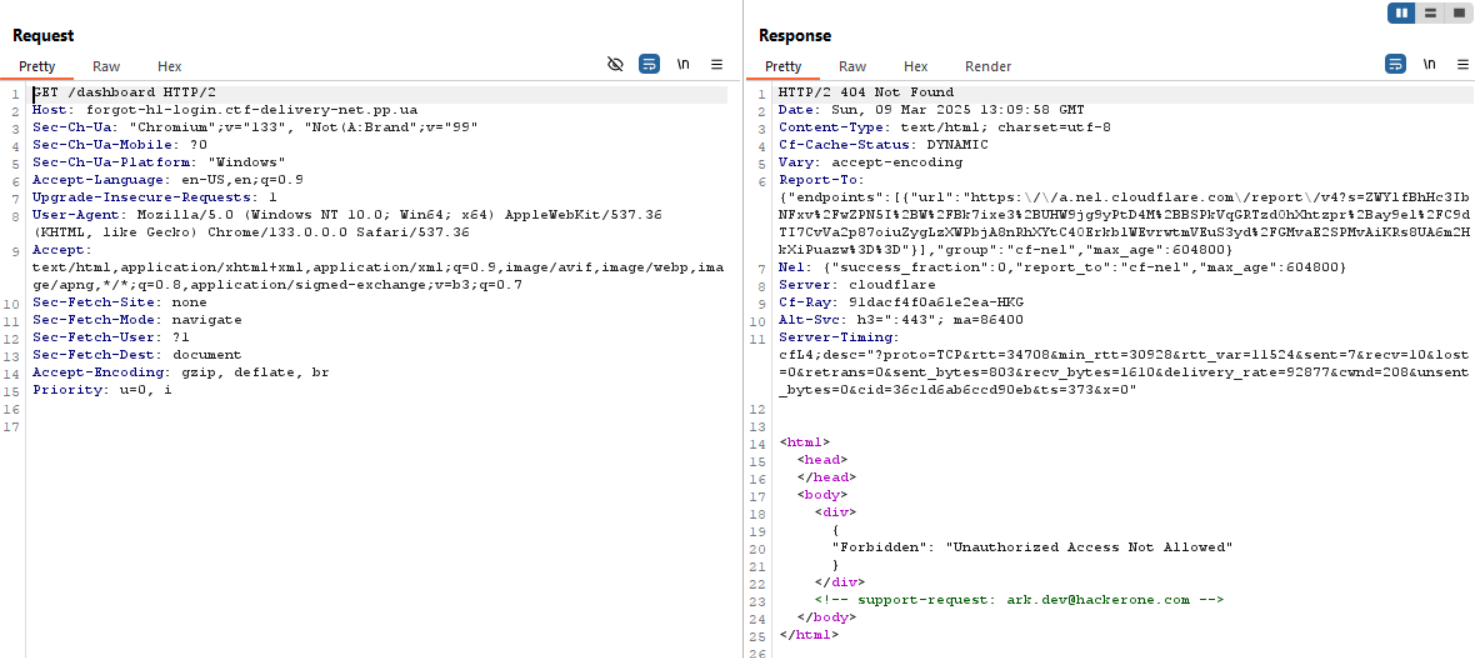 Request
Pretty Raw Hex
\n
1 GET /dashboard HTTP/2
2 Host: forgot-hl-login.ctf-delivery-net.pp.ua
3 Sec-Ch-Ua: "Chromium";v="133", "Not(A:Brand";v="99"
4 Sec-Ch-Ua-Mobile: ?0
5 Sec-Ch-Ua-Platform: "Windows"
6 Accept-Language: en-US,en;q=0.9
7 Upgrade-Insecure-Requests: 1
8 User-Agent: Mozilla/5.0 (Windows NT 10.0; Win64; x64) AppleWebKit/537.36
(KHTML, like Gecko) Chrome/133.0.0.0 Safari/537.36
9 Accept:
text/html,application/xhtml+xml,application/xml;q=0.9,image/avif,image/webp,ima
ge/apng,*/*;q=0.8,application/signed-exchange;v=b3;q=0.7
10 Sec-Fetch-Site: none
11 Sec-Fetch-Mode: navigate
12 Sec-Fetch-User: ?1
13 Sec-Fetch-Dest: document
14 Accept-Encoding: gzip, deflate, br
15 Priority: u=0, i
16
17
Response
Pretty Raw Hex Render
\n
1 HTTP/2 404 Not Found
2 Date: Sun, 09 Mar 2025 13:09:58 GMT
3 Content-Type: text/html; charset=utf-8
4 Cf-Cache-Status: DYNAMIC
5 Vary: accept-encoding
6 Report-To:
{"endpoints":[{"url":"https:\/\/a.nel.cloudflare.com\/report\/v4?s=
"}],"group":"cf-nel","max_age":604800}
7 Nel: {"success_fraction":0,"report_to":"cf-nel","max_age":604800}
8 Server: cloudflare
9 Cf-Ray: 91dacf4f0a61e2ea-HKG
10 Alt-Svc: h3=":443"; ma=86400
11 Server-Timing:
cfL4;desc="?proto=TCP&rtt=34708&min_rtt=30928&rtt_var=11524&sent=7&recv=10&lost
=0&retrans=0&sent_bytes=803&recv_bytes=1610&delivery_rate=92877&cwnd=208&unsent
_bytes=0&cid=36c1d6ab6ccd90eb&ts=373&x=0"
12
13
14 <html>
15 <head>
16 </head>
17 <body>
18 <div>
19 {
20 "Forbidden": "Unauthorized Access Not Allowed"
21 }
22 </div>
23 <!-- support-request: ark.dev@hackerone.com -->
24 </body>
25 </html>
26